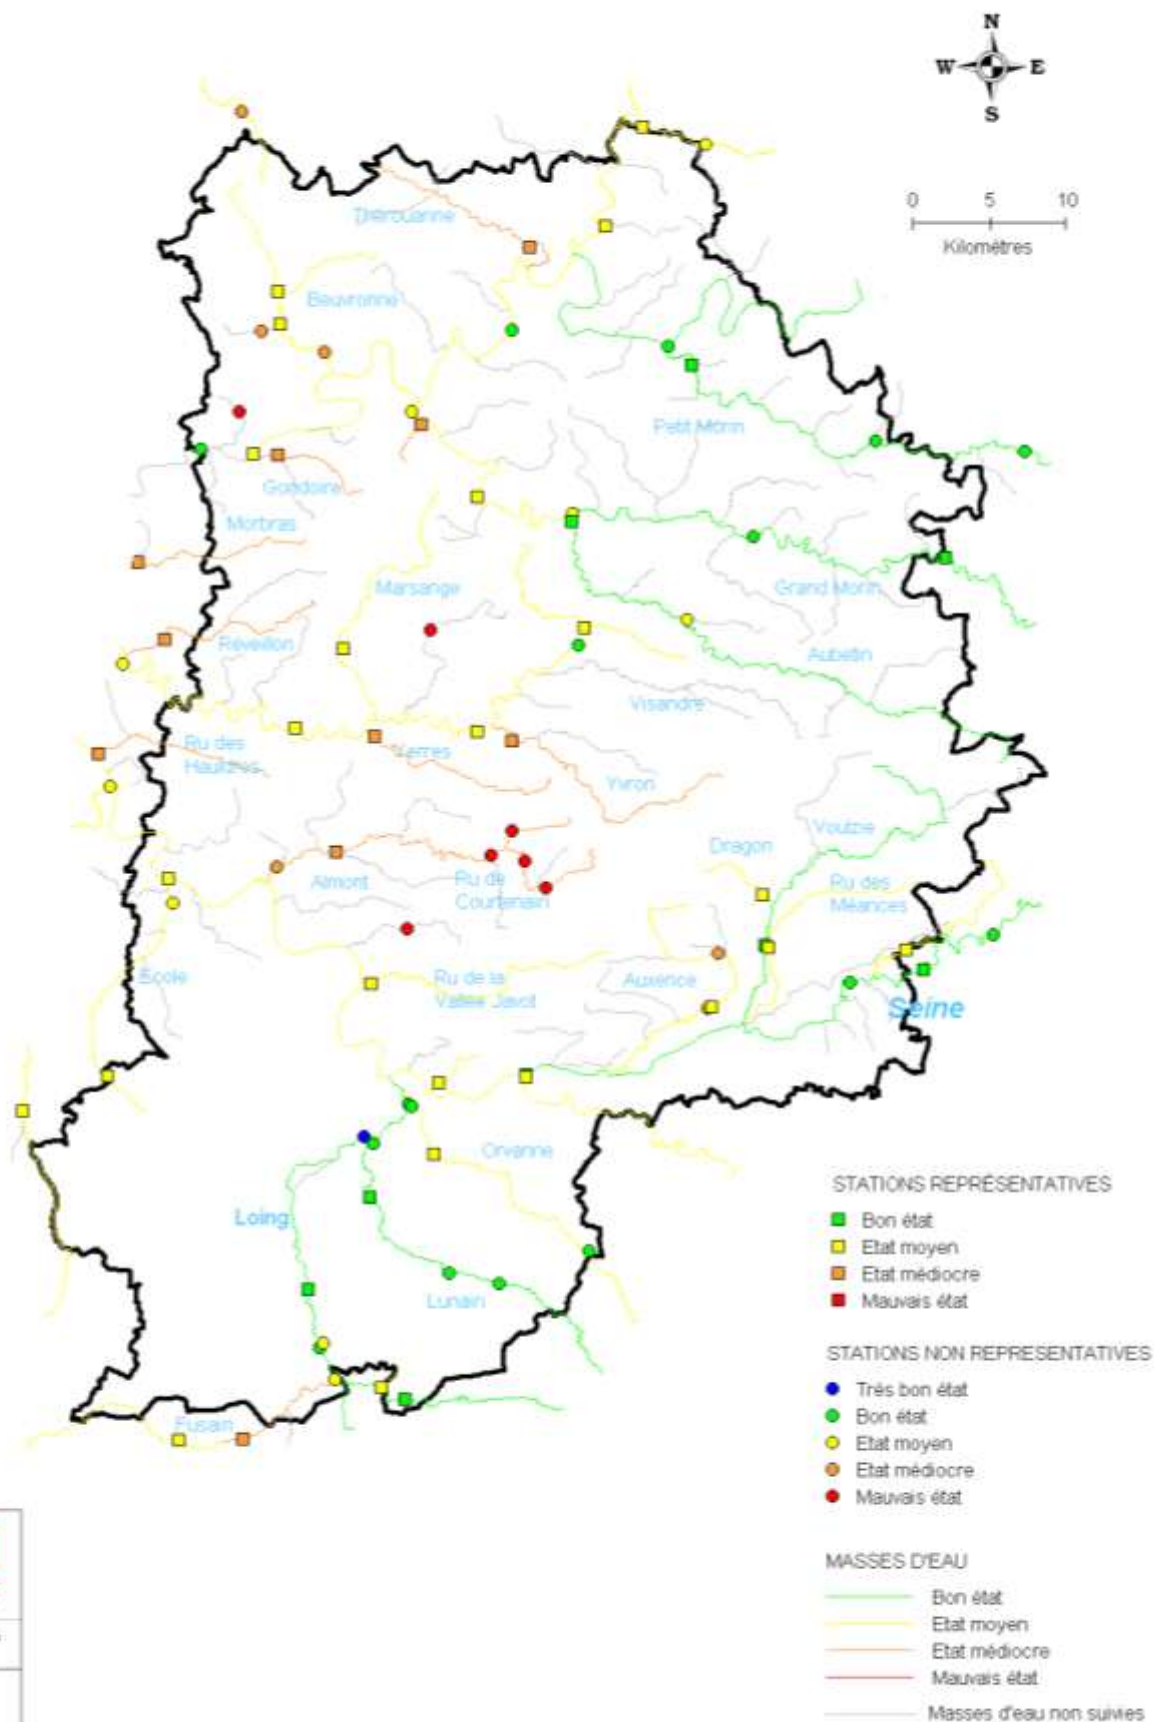 N
W E
S
0 5 10
Kilomètres
Thérouanne
Beuvronne
Petit Morin
Gondoire
Morbras
Marsange
Grand Morin
Réveillon
Aubetin
Visandre
Ru des
Hauldres
Yerres
Yvron
Voulzie
Dragon
Almont
Ru de
Courtenain
Ru des
Méances
Ecole
Ru de la
Vallée Javot
Auxence
Seine
Orvanne
Loing
Lunain
Fusain
STATIONS REPRÉSENTATIVES
Bon état
Etat moyen
Etat médiocre
Mauvais état
STATIONS NON REPRESENTATIVES
Trés bon état
Bon état
Etat moyen
Etat médiocre
Mauvais état
MASSES D'EAU
Bon état
Etat moyen
Etat médiocre
Mauvais état
Masses d'eau non suivies